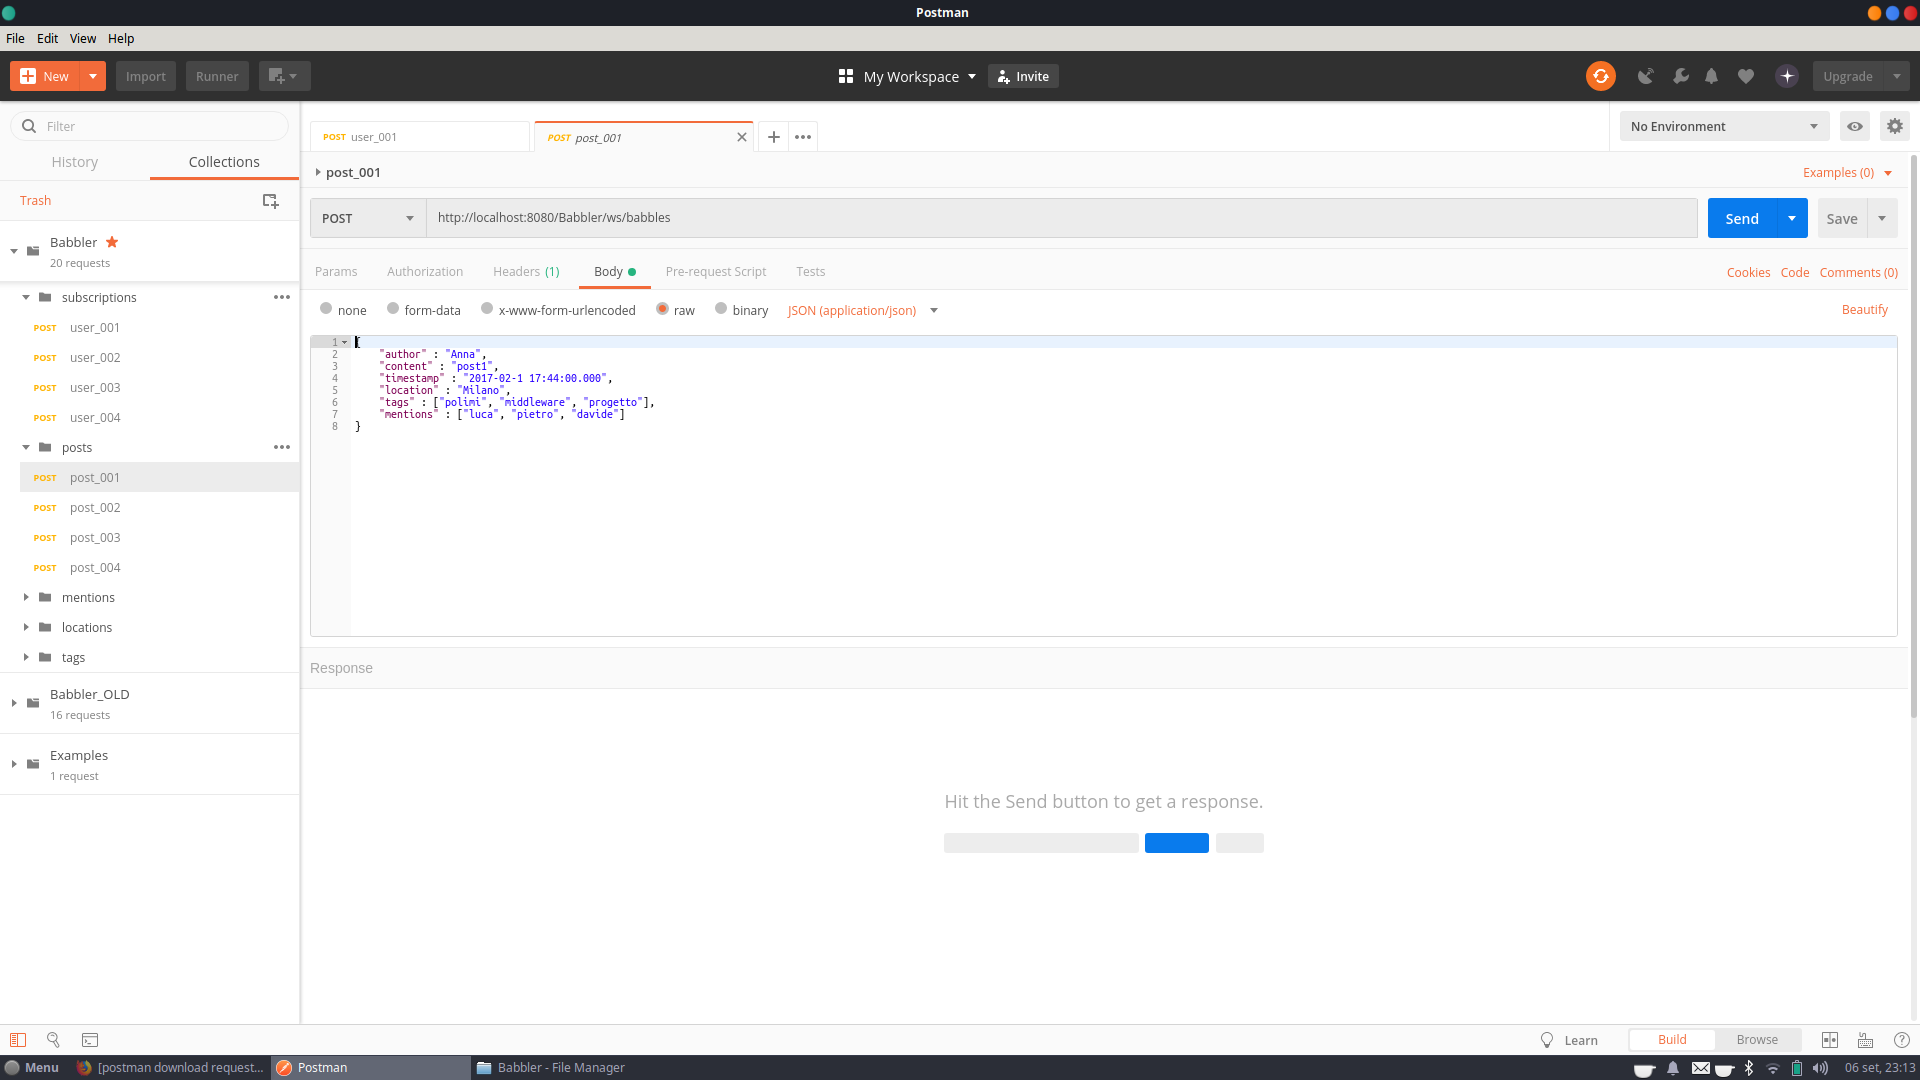 Postman
File Edit View Help
New Import Runner My Workspace Invite Upgrade
Filter
History Collections
Trash
Babbler
20 requests
subscriptions
POST user_001
POST user_002
POST user_003
POST user_004
posts
POST post_001
POST post_002
POST post_003
POST post_004
mentions
locations
tags
Babbler_OLD
16 requests
Examples
1 request
POST user_001 POST post_001 No Environment
post_001 Examples (0)
POST http://localhost:8080/Babbler/ws/babbles Send Save
Params Authorization Headers (1) Body Pre-request Script Tests Cookies Code Comments (0)
none form-data x-www-form-urlencoded raw binary JSON (application/json) Beautify
1 {
2 "author" : "Anna",
3 "content" : "post1",
4 "timestamp" : "2017-02-1 17:44:00.000",
5 "location" : "Milano",
6 "tags" : ["polimi", "middleware", "progetto"],
7 "mentions" : ["luca", "pietro", "davide"]
8 }
Response
Hit the Send button to get a response.
Learn Build Browse
Menu [postman download request... Postman Babbler - File Manager 06 set, 23:13